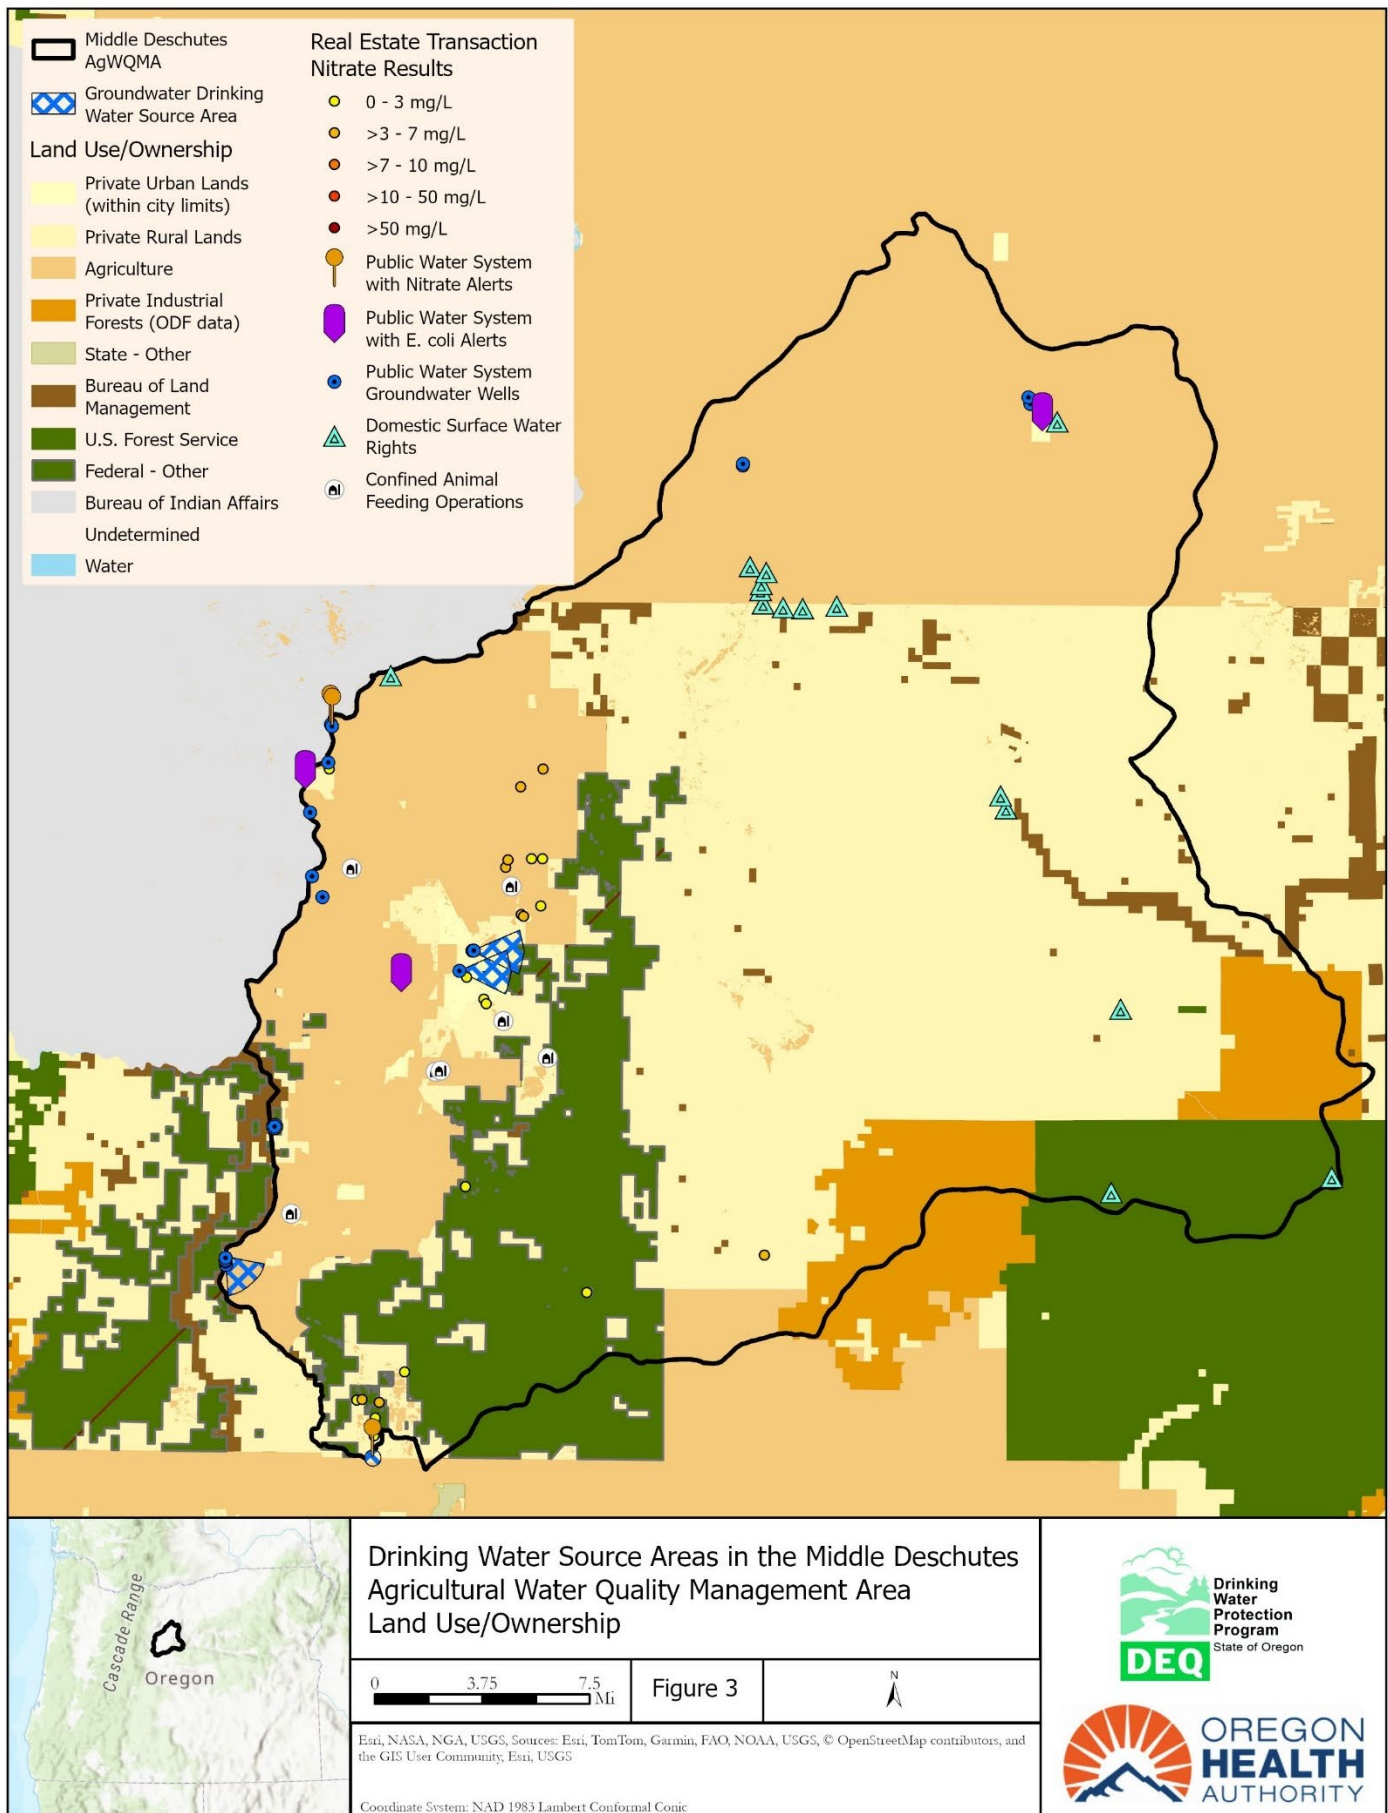 Middle Deschutes
AgWQMA
Groundwater Drinking
Water Source Area
Land Use/Ownership
Private Urban Lands
(within city limits)
Private Rural Lands
Agriculture
Private Industrial
Forests (ODF data)
State - Other
Bureau of Land
Management
U.S. Forest Service
Federal - Other
Bureau of Indian Affairs
Undetermined
Water
Real Estate Transaction
Nitrate Results
0 - 3 mg/L
>3 - 7 mg/L
>7 - 10 mg/L
>10 - 50 mg/L
>50 mg/L
Public Water System
with Nitrate Alerts
Public Water System
with E. coli Alerts
Public Water System
Groundwater Wells
Domestic Surface Water
Rights
Confined Animal
Feeding Operations
Cascade Range
Oregon
Drinking Water Source Areas in the Middle Deschutes
Agricultural Water Quality Management Area
Land Use/Ownership
0 3.75 7.5
Mi
Figure 3
N
Esri, NASA, NGA, USGS, Sources: Esri, TomTom, Garmin, FAO, NOAA, USGS, © OpenStreetMap contributors, and
the GIS User Community, Esri, USGS
Coordinate System: NAD 1983 Lambert Conformal Conic
Drinking
Water
Protection
Program
State of Oregon
DEQ
OREGON
HEALTH
AUTHORITY